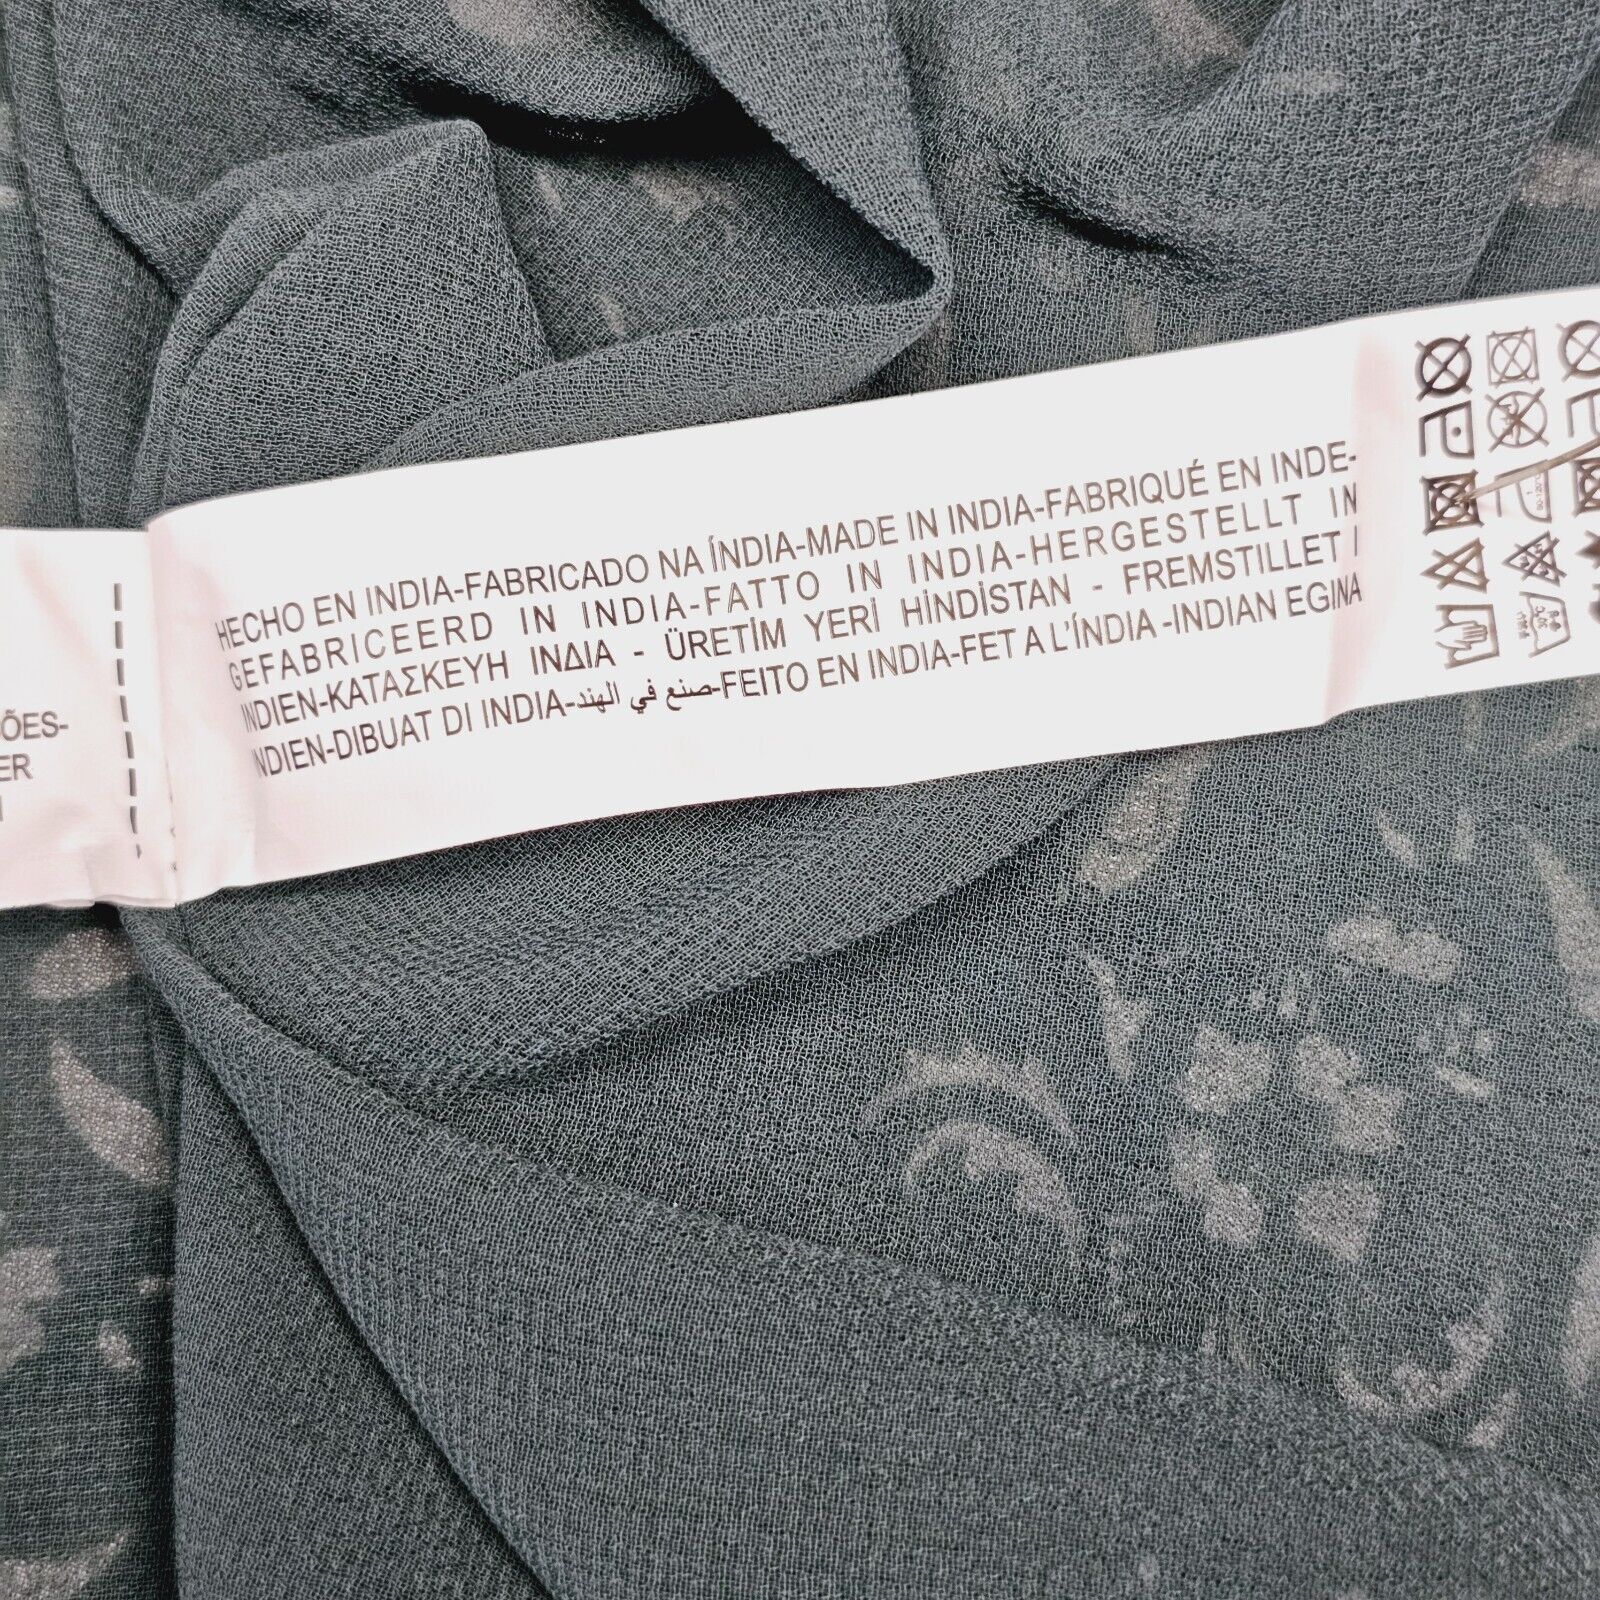 HECHO EN INDIA-FABRICADO NA ÍNDIA-MADE IN INDIA-FABRIQUÉ EN INDE-
GEFABRICEERD IN INDIA-FATTO IN INDIA-HERGESTELLT IN
INDIEN-ΚΑΤΑΣΚΕΥΗ ΙΝΔΙΑ - ÜRETİM YERİ HİNDİSTAN - FREMSTILLET I
INDIEN-DIBUAT DI INDIA-صنع في الهند-FEITO EN INDIA-FET A L'ÍNDIA-INDIAN EGINA
ÕES-
ER